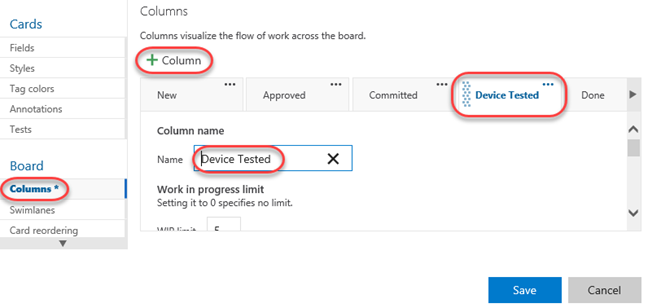 Cards
Fields
Styles
Tag colors
Annotations
Tests
Board
Columns *
Swimlanes
Card reordering
Columns
Columns visualize the flow of work across the board.
+ Column
New ... Approved ... Committed ... Device Tested ... Done
Column name
Name Device Tested
Work in progress limit
Setting it to 0 specifies no limit.
WIP limit 5
Save Cancel